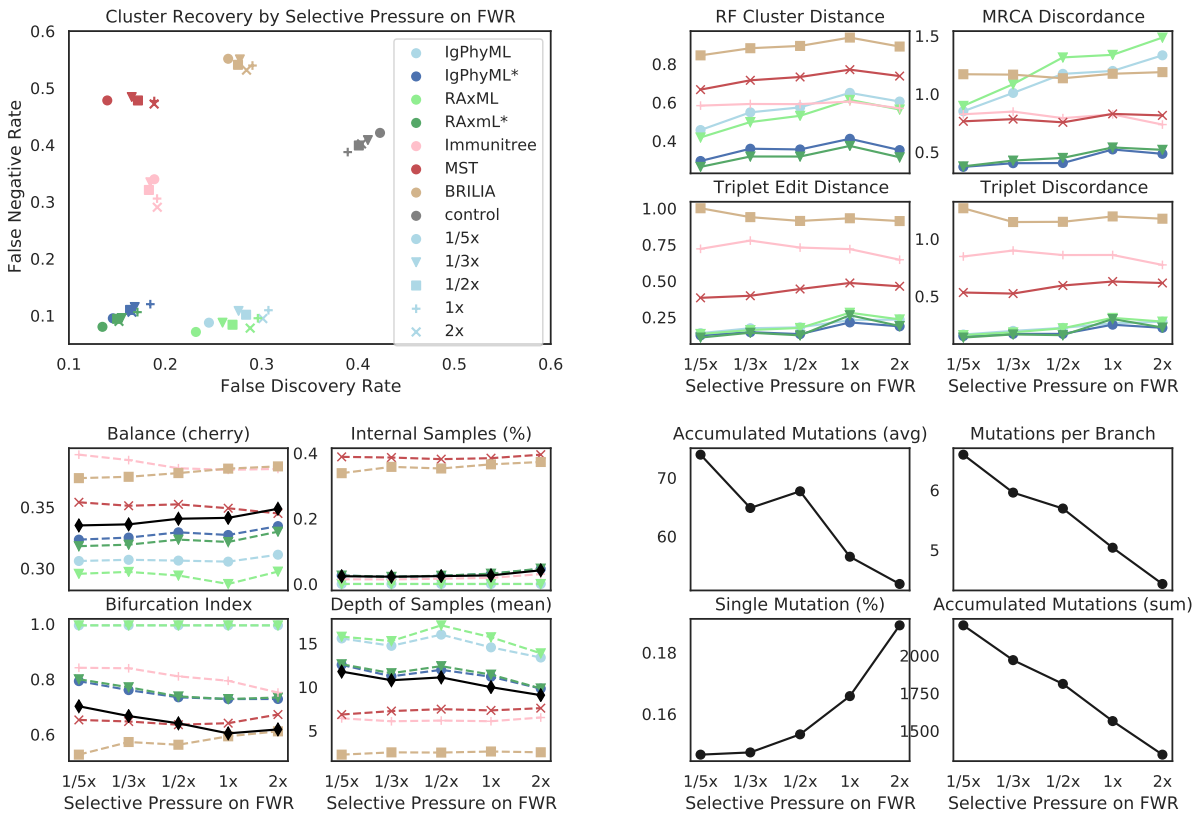 Cluster Recovery by Selective Pressure on FWR
0.6
0.5
0.4
0.3
0.2
0.1
False Negative Rate
0.1
0.2
0.3
0.4
0.5
0.6
False Discovery Rate
IgPhyML
IgPhyML*
RAxML
RAxmL*
Immunitree
MST
BRILIA
control
1/5x
1/3x
1/2x
1x
2x
RF Cluster Distance
0.8
0.6
0.4
MRCA Discordance
1.5
1.0
0.5
Triplet Edit Distance
1.00
0.75
0.50
0.25
1/5x
1/3x
1/2x
1x
2x
Selective Pressure on FWR
Triplet Discordance
1.0
0.5
1/5x
1/3x
1/2x
1x
2x
Selective Pressure on FWR
Balance (cherry)
0.35
0.30
Internal Samples (%)
0.4
0.2
0.0
Bifurcation Index
1.0
0.8
0.6
1/5x
1/3x
1/2x
1x
2x
Selective Pressure on FWR
Depth of Samples (mean)
15
10
5
1/5x
1/3x
1/2x
1x
2x
Selective Pressure on FWR
Accumulated Mutations (avg)
70
60
Mutations per Branch
6
5
Single Mutation (%)
0.18
0.16
1/5x
1/3x
1/2x
1x
2x
Selective Pressure on FWR
Accumulated Mutations (sum)
2000
1750
1500
1/5x
1/3x
1/2x
1x
2x
Selective Pressure on FWR